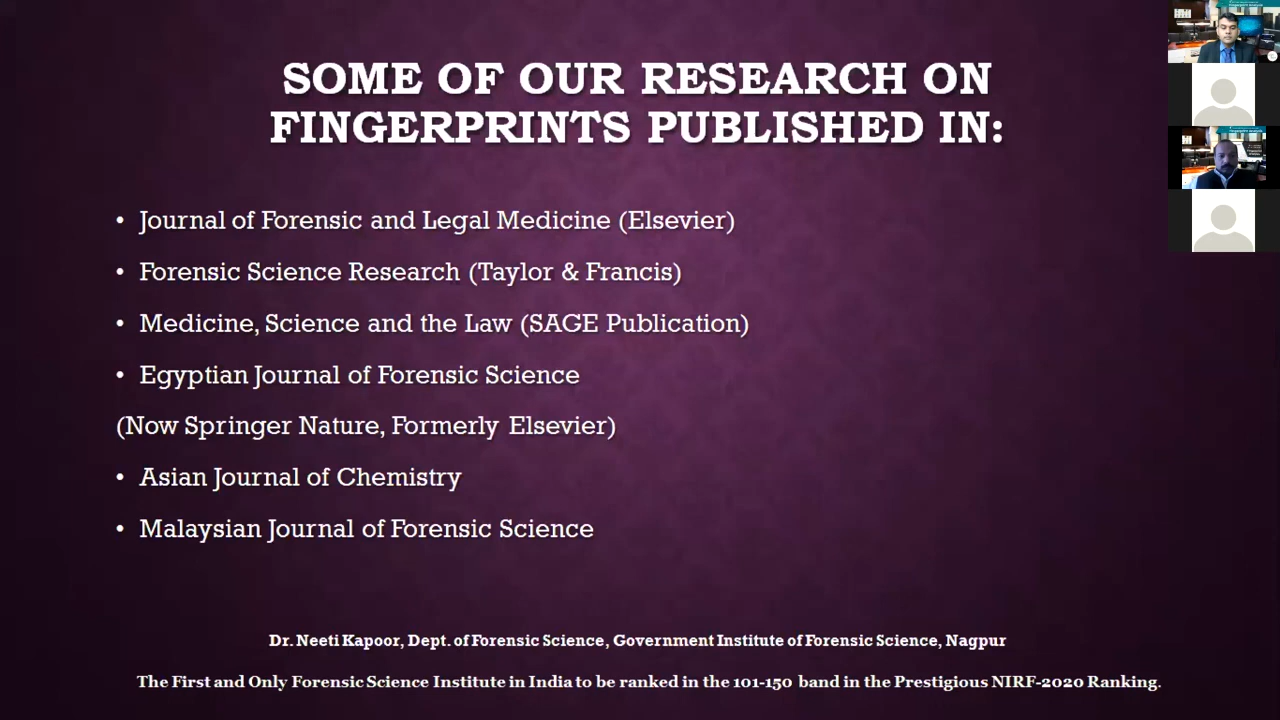 SOME OF OUR RESEARCH ON
FINGERPRINTS PUBLISHED IN:
• Journal of Forensic and Legal Medicine (Elsevier)
• Forensic Science Research (Taylor & Francis)
• Medicine, Science and the Law (SAGE Publication)
• Egyptian Journal of Forensic Science
(Now Springer Nature, Formerly Elsevier)
• Asian Journal of Chemistry
• Malaysian Journal of Forensic Science
Dr. Neeti Kapoor, Dept. of Forensic Science, Government Institute of Forensic Science, Nagpur
The First and Only Forensic Science Institute in India to be ranked in the 101-150 band in the Prestigious NIRF-2020 Ranking.